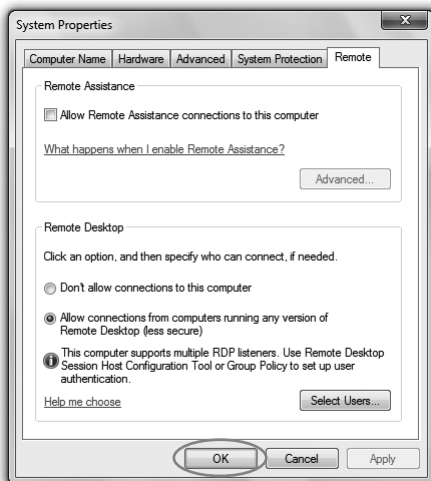 System Properties
Computer Name Hardware Advanced System Protection Remote
Remote Assistance
Allow Remote Assistance connections to this computer
What happens when I enable Remote Assistance?
Advanced...
Remote Desktop
Click an option, and then specify who can connect, if needed.
Don't allow connections to this computer
Allow connections from computers running any version of
Remote Desktop (less secure)
This computer supports multiple RDP listeners. Use Remote Desktop
Session Host Configuration Tool or Group Policy to set up user
authentication.
Help me choose
Select Users...
OK Cancel Apply